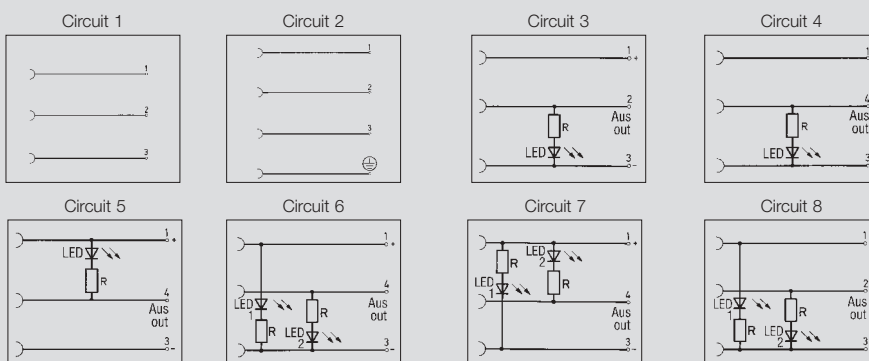 Circuit 1
1
2
3
Circuit 2
1
2
3
Circuit 3
1
+
2
Aus
out
R
LED
3
-
Circuit 4
1
4
Aus
out
R
LED
3
Circuit 5
1
+
LED
R
4
Aus
out
3
-
Circuit 6
1
+
4
Aus
out
LED
1
R
R
LED
2
3
-
Circuit 7
1
+
LED
2
R
LED
1
R
4
Aus
out
3
-
Circuit 8
1
2
Aus
out
LED
1
R
R
LED
2
3